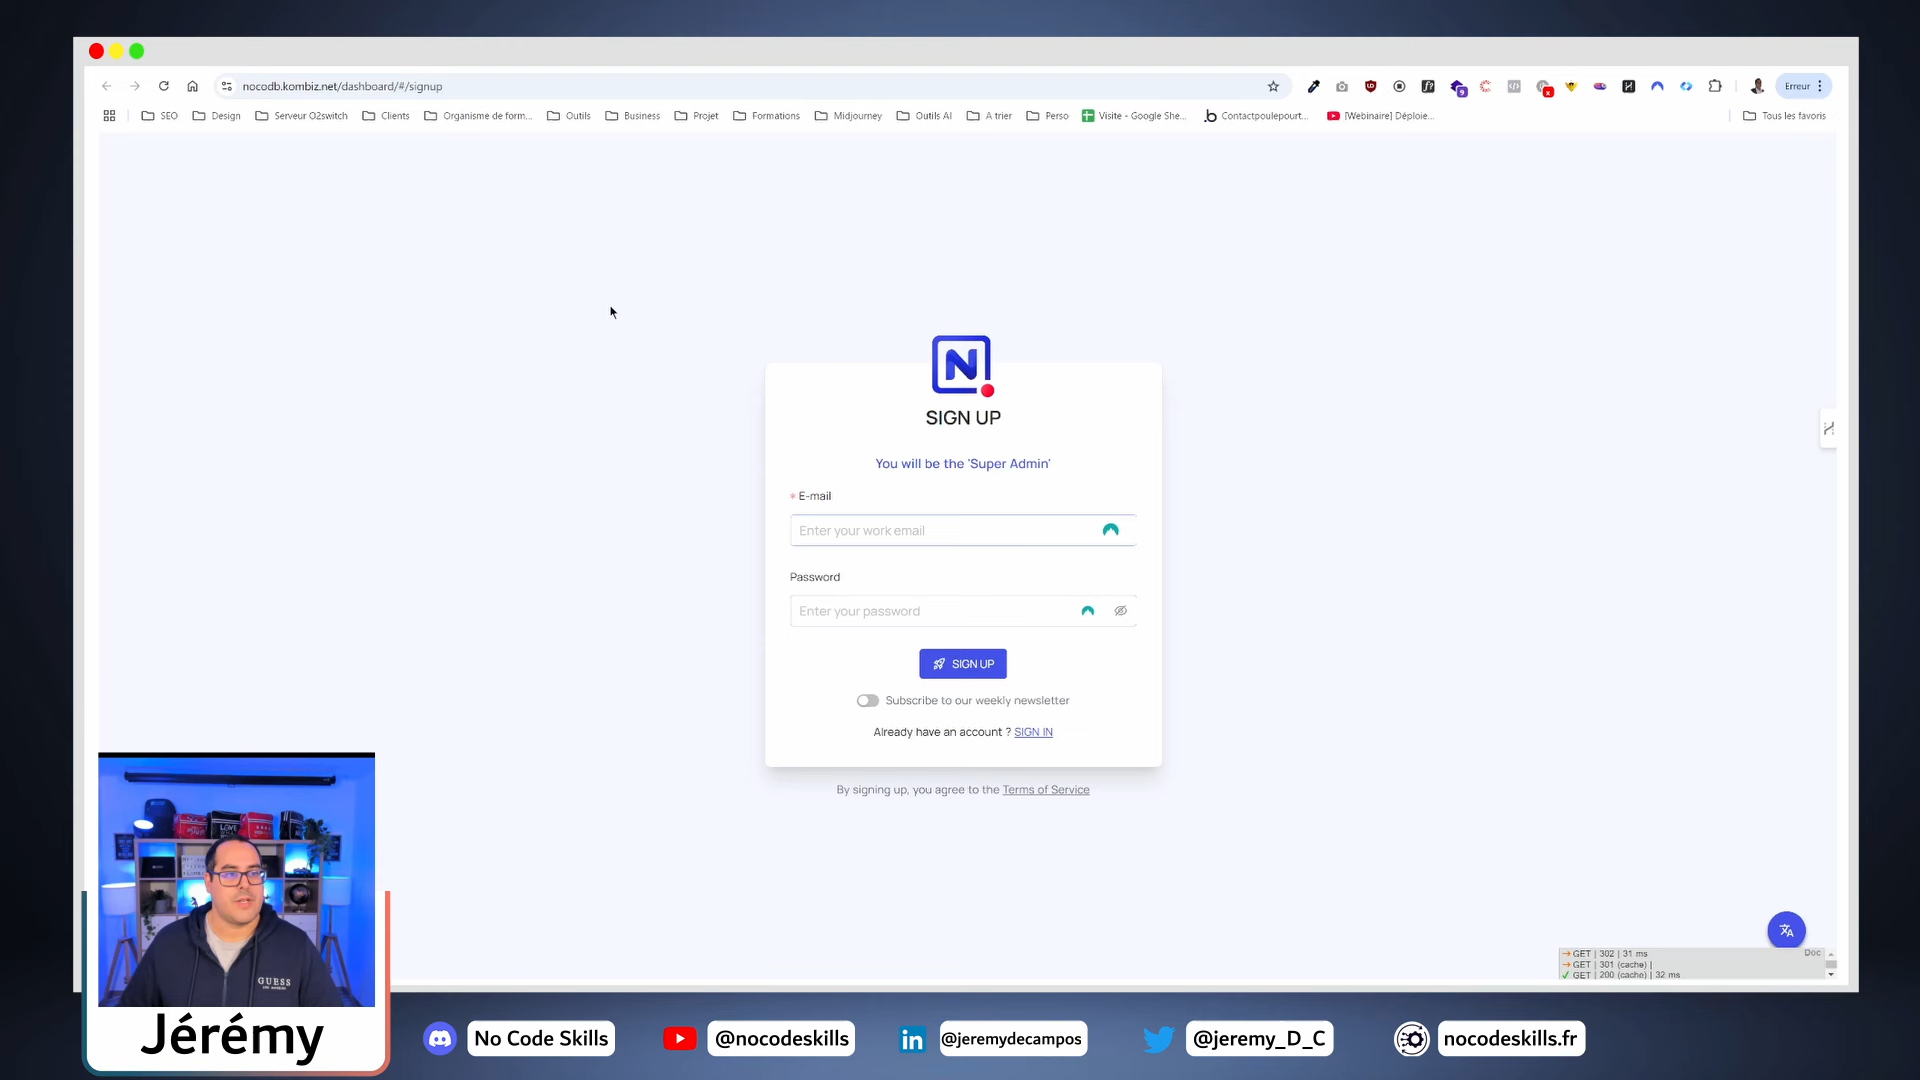 nocodb.kombiz.net/dashboard/#/signup
Erreur
SEO
Design
Serveur O2switch
Clients
Organisme de form...
Outils
Business
Projet
Formations
Midjourney
Outils AI
A trier
Perso
Visite - Google She...
Contactpoulepourt...
[Webinaire] Déploie...
Tous les favoris
SIGN UP
You will be the 'Super Admin'
* E-mail
Enter your work email
Password
Enter your password
SIGN UP
Subscribe to our weekly newsletter
Already have an account ? SIGN IN
By signing up, you agree to the Terms of Service
GET | 302 | 31 ms
Doc
GET | 301 (cache) |
GET | 200 (cache) | 32 ms
LOVE
GUESS
Jérémy
No Code Skills
@nocodeskills
@jeremydecampos
@jeremy_D_C
nocodeskills.fr